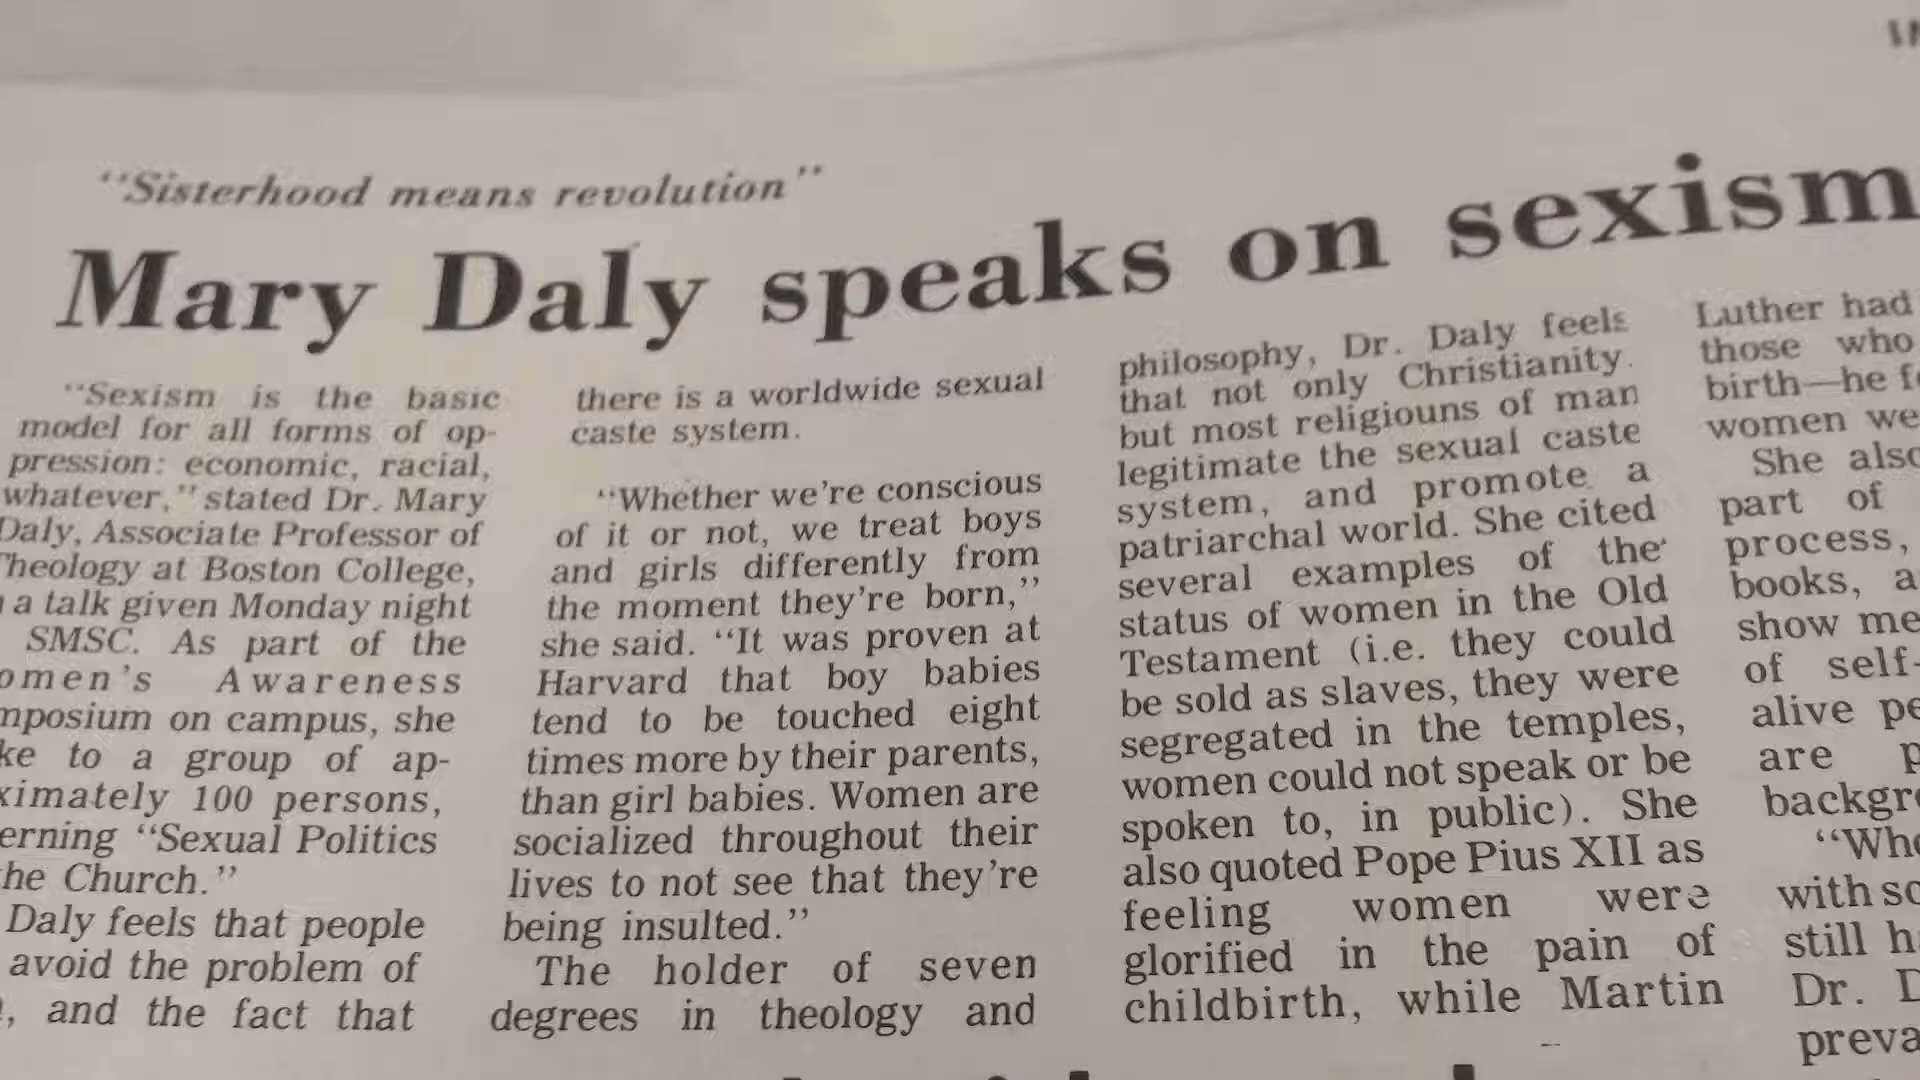 "Sisterhood means revolution"
Mary Daly speaks on sexism
"Sexism is the basic
model for all forms of op-
pression: economic, racial,
whatever," stated Dr. Mary
Daly, Associate Professor of
Theology at Boston College,
a talk given Monday night
SMSC. As part of the
omen's Awareness
mposium on campus, she
ke to a group of ap-
ximately 100 persons,
erning "Sexual Politics
he Church."
Daly feels that people
avoid the problem of
, and the fact that
there is a worldwide sexual
caste system.
"Whether we're conscious
of it or not, we treat boys
and girls differently from
the moment they're born,"
she said. "It was proven at
Harvard that boy babies
tend to be touched eight
times more by their parents,
than girl babies. Women are
socialized throughout their
lives to not see that they're
being insulted."
The holder of seven
degrees in theology and
philosophy, Dr. Daly feels
that not only Christianity.
but most religiouns of man
legitimate the sexual caste
system, and promote a
patriarchal world. She cited
several examples of the
status of women in the Old
Testament (i.e. they could
be sold as slaves, they were
segregated in the temples,
women could not speak or be
spoken to, in public). She
also quoted Pope Pius XII as
feeling women were
glorified in the pain of
childbirth, while Martin
Luther had
those who
birth—he fe
women we
She also
part of
process,
books, a
show me
of self-
alive pe
are p
backgr
"Who
with so
still h
Dr. D
preva